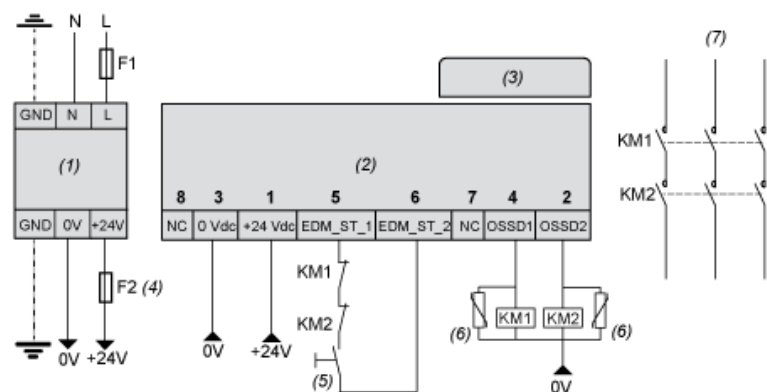 N L
F1
GND N L
(1)
GND 0V +24V
F2 (4)
0V +24V
(3)
(2)
8 3 1 5 6 7 4 2
NC 0 Vdc +24 Vdc EDM_ST_1 EDM_ST_2 NC OSSD1 OSSD2
KM1
KM2
(5)
0V +24V
KM1 KM2
(6) (6)
0V
(7)
KM1
KM2